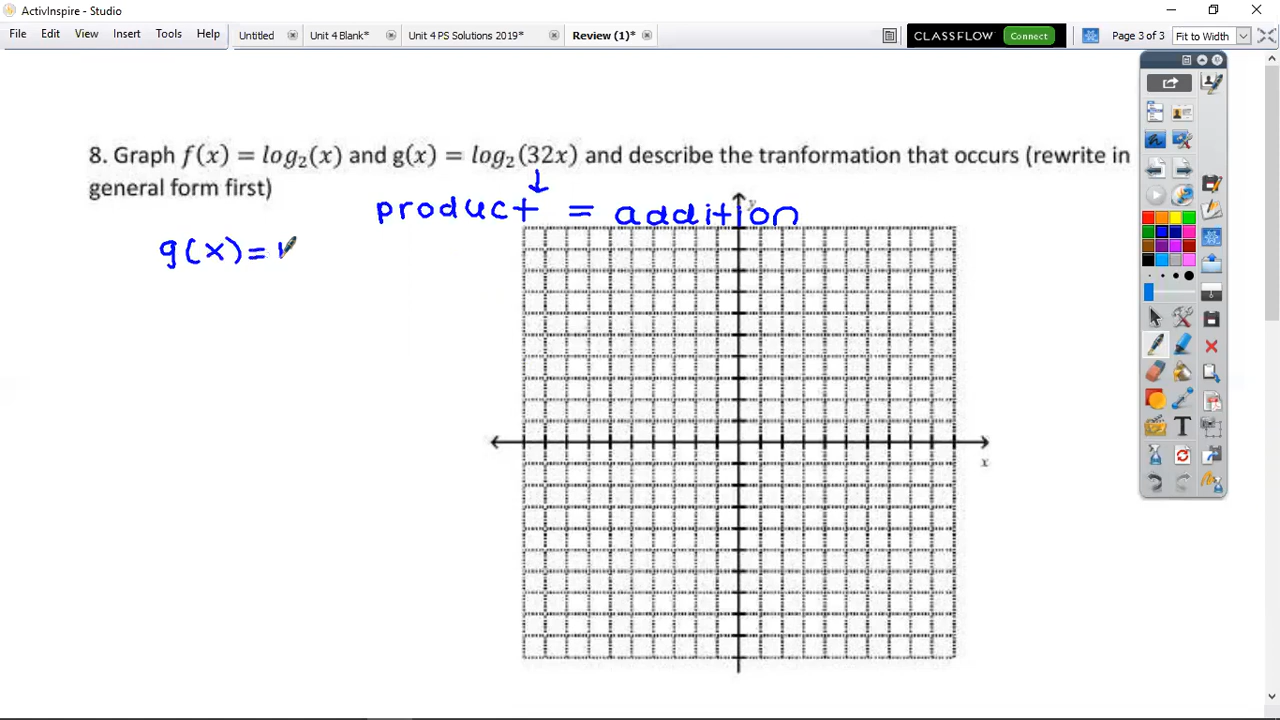 ActivInspire - Studio
File Edit View Insert Tools Help Untitled Unit 4 Blank* Unit 4 PS Solutions 2019* Review (1)* CLASSFLOW Connect Page 3 of 3 Fit to Width
8. Graph f(x) = log₂(x) and g(x) = log₂(32x) and describe the tranformation that occurs (rewrite in
general form first)
product = addition
y
g(x)=
x